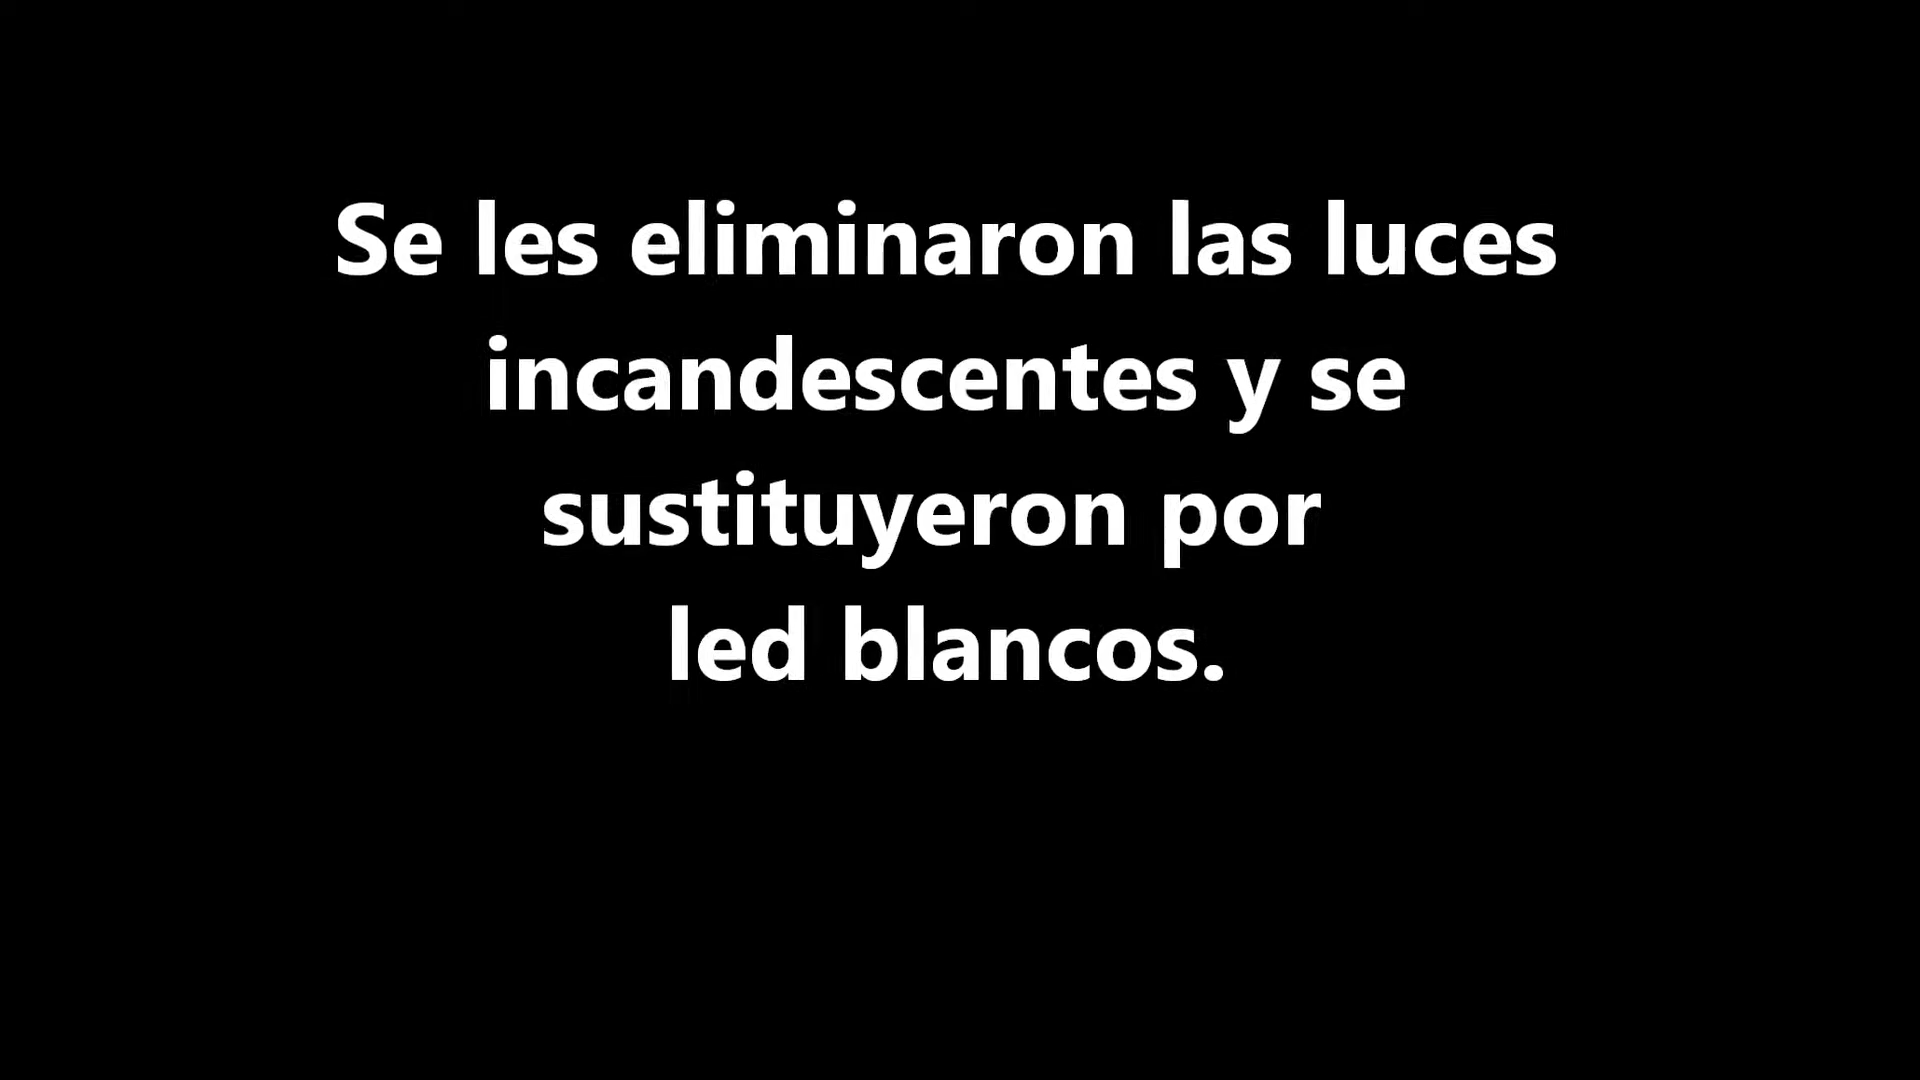 Se les eliminaron las luces
incandescentes y se
sustituyeron por
led blancos.